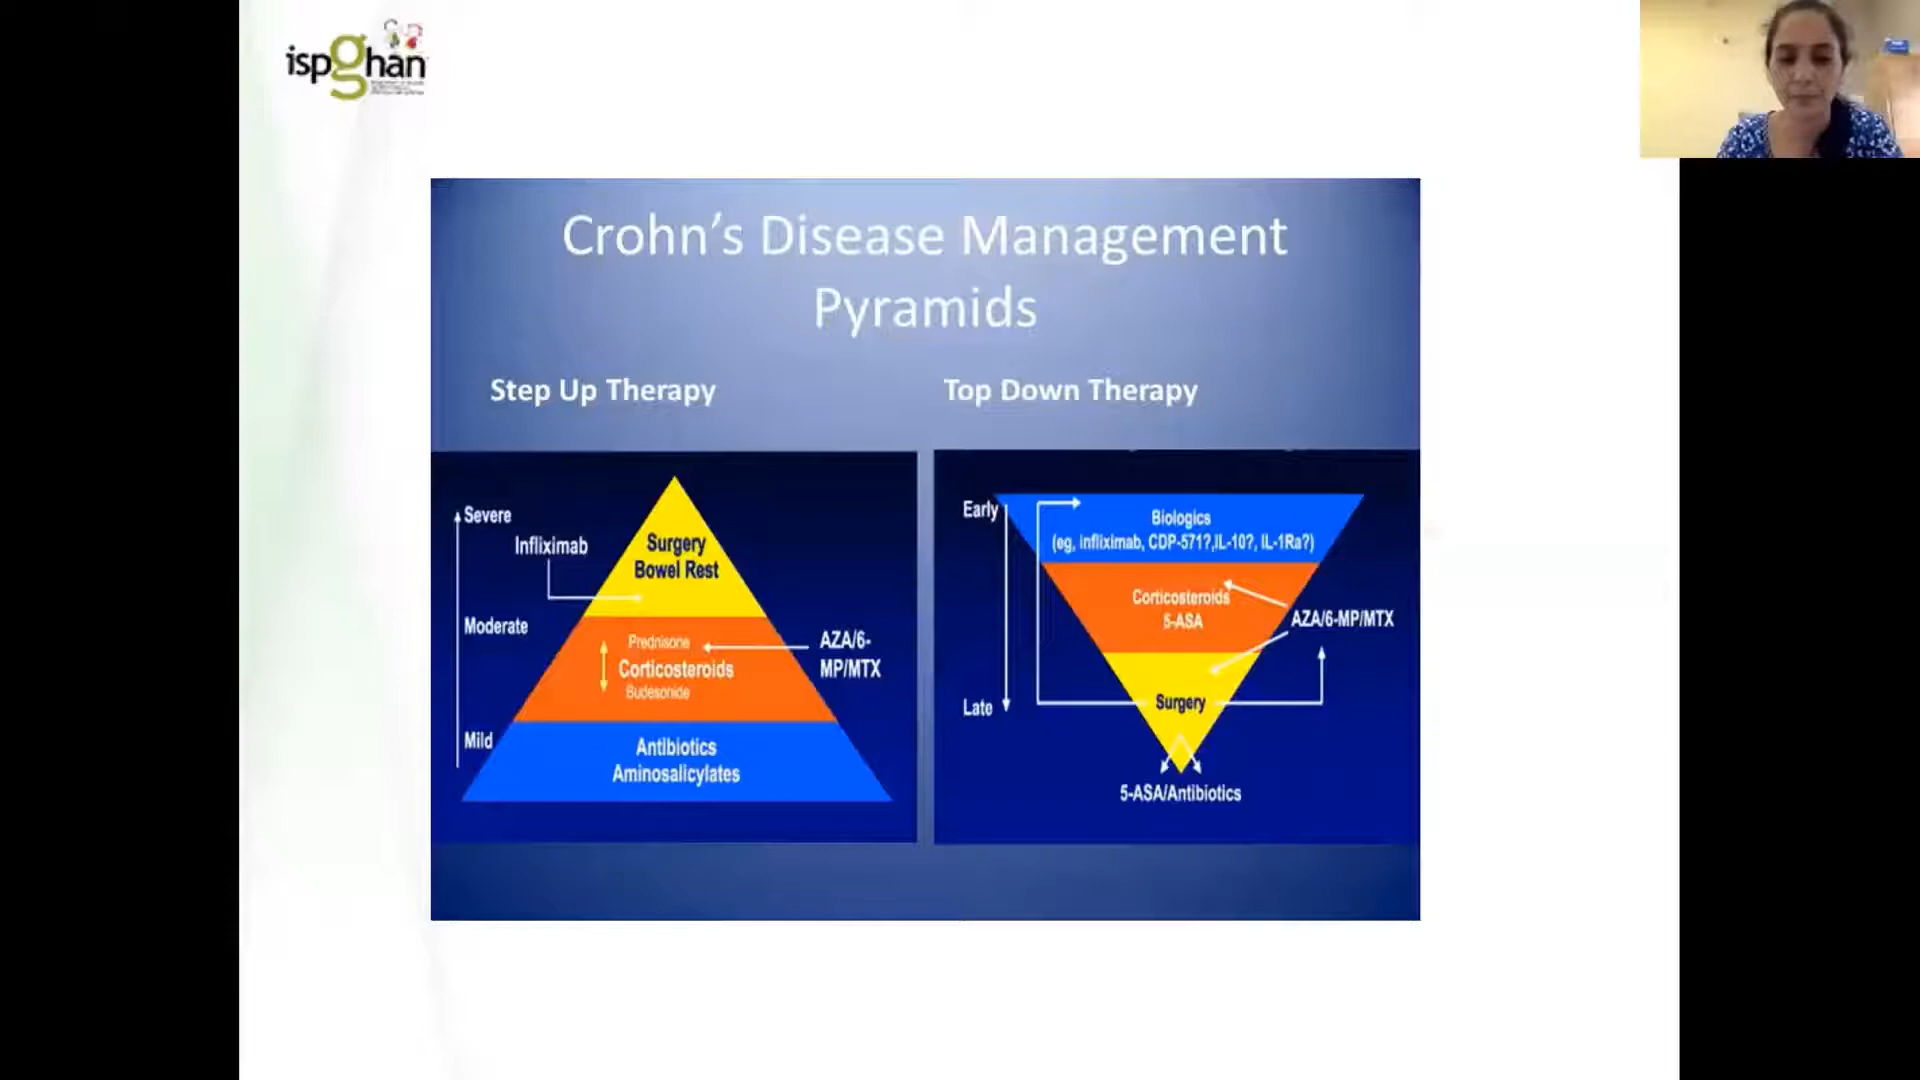 ispghan
Crohn's Disease Management
Pyramids
Step Up Therapy
Severe
Infliximab
Surgery
Bowel Rest
Moderate
Prednisone
Corticosteroids
Budesonide
AZA/6-
MP/MTX
Mild
Antibiotics
Aminosalicylates
Top Down Therapy
Early
Biologics
(eg, infliximab, CDP-571?,IL-10?, IL-1Ra?)
Corticosteroids
5-ASA
AZA/6-MP/MTX
Late
Surgery
5-ASA/Antibiotics